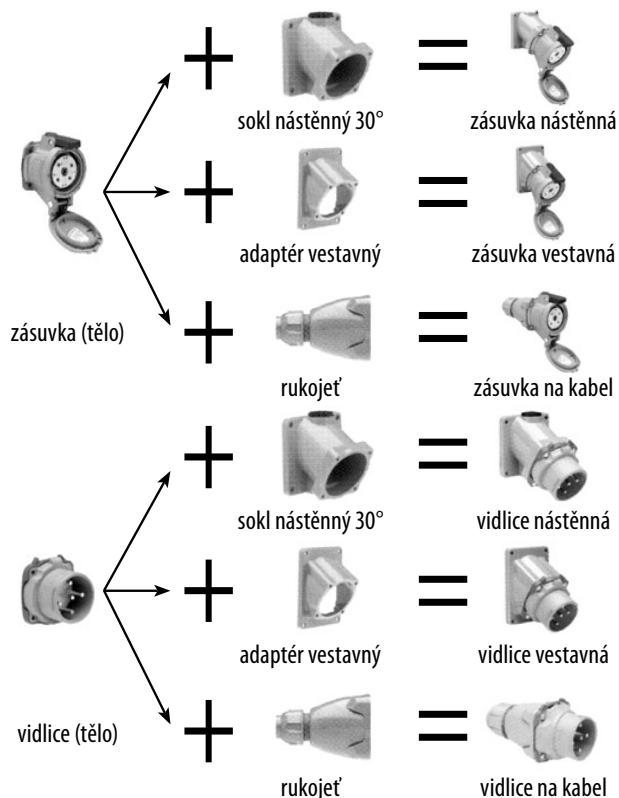 sokl nástěnný 30°
zásuvka nástěnná
adaptér vestavný
zásuvka vestavná
zásuvka (tělo)
rukojeť
zásuvka na kabel
sokl nástěnný 30°
vidlice nástěnná
adaptér vestavný
vidlice vestavná
vidlice (tělo)
rukojeť
vidlice na kabel